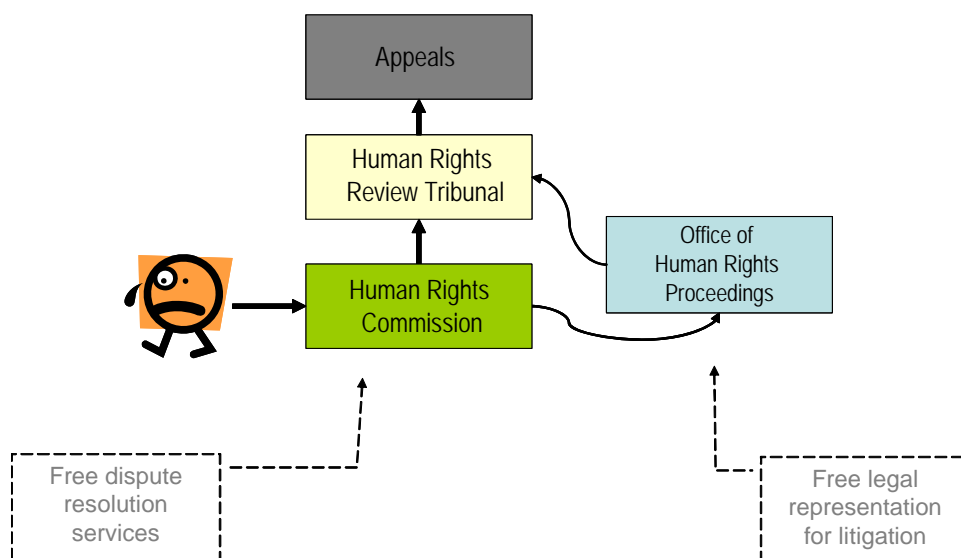 Appeals
Human Rights
Review Tribunal
Office of
Human Rights
Proceedings
Human Rights
Commission
Free dispute
resolution
services
Free legal
representation
for litigation